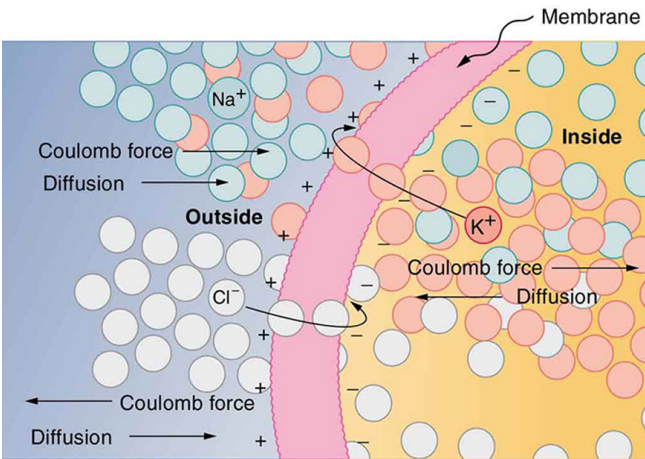 Membrane
Na+
Inside
Coulomb force
Diffusion
Outside
K+
Coulomb force
Diffusion
Cl−
Coulomb force
Diffusion